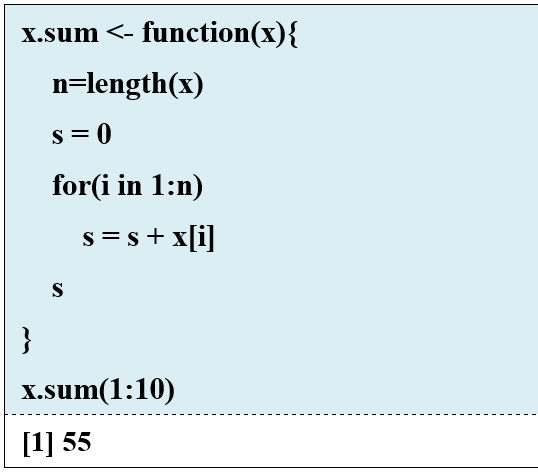 x.sum <- function(x){
n=length(x)
s = 0
for(i in 1:n)
s = s + x[i]
s
}
x.sum(1:10)
[1] 55